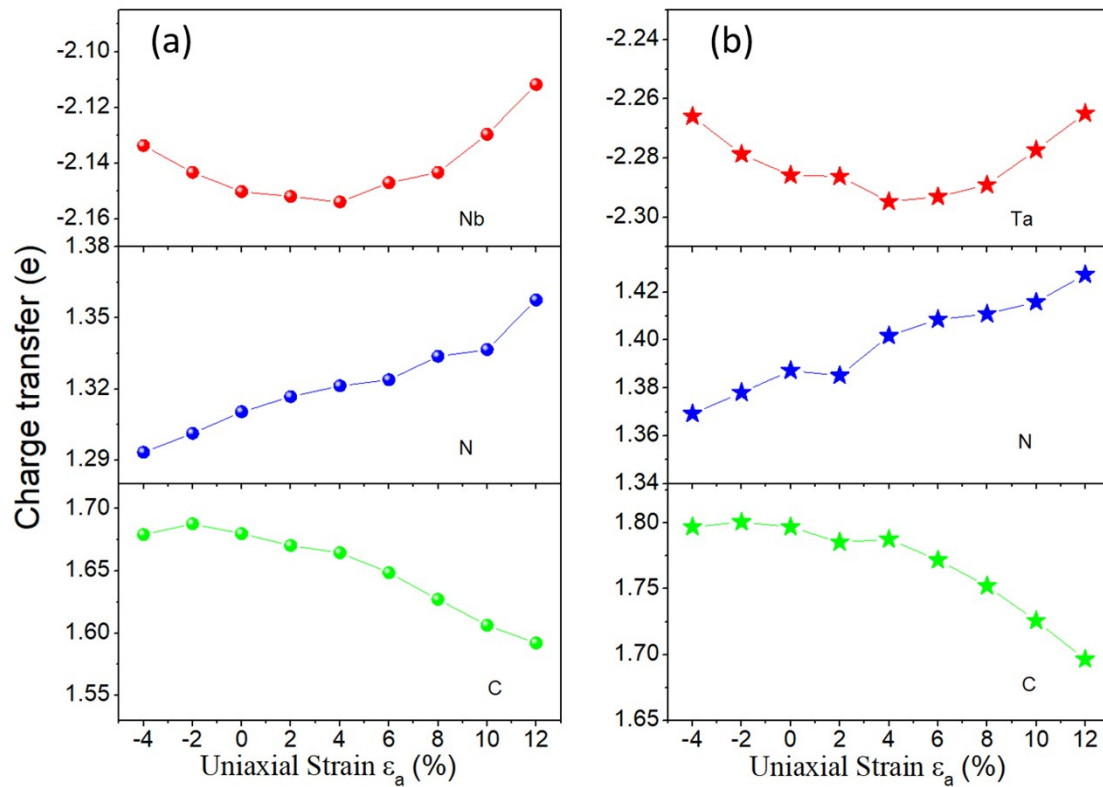 (a)
(b)
-2.10
-2.12
-2.14
-2.16
Nb
-2.24
-2.26
-2.28
-2.30
Ta
Charge transfer (e)
1.38
1.35
1.32
1.29
N
1.42
1.40
1.38
1.36
1.34
N
1.70
1.65
1.60
1.55
C
1.80
1.75
1.70
1.65
C
-4 -2 0 2 4 6 8 10 12
-4 -2 0 2 4 6 8 10 12
Uniaxial Strain εa (%)
Uniaxial Strain εa (%)